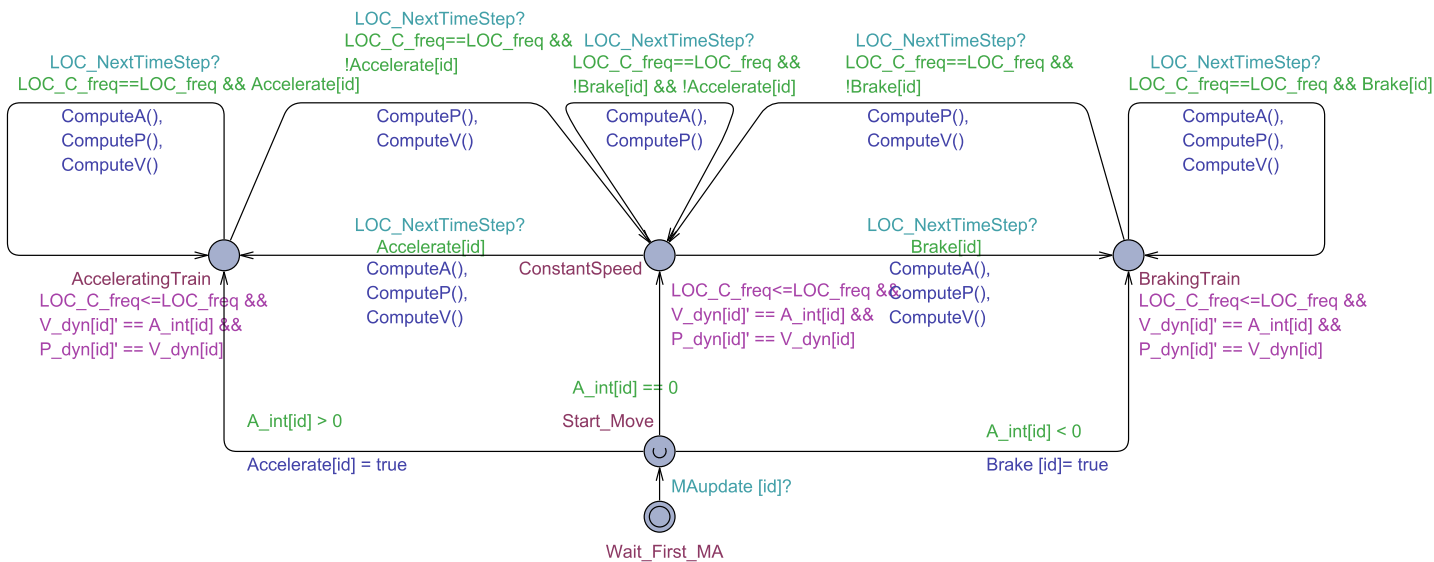 LOC_NextTimeStep?
LOC_C_freq==LOC_freq && Accelerate[id]
ComputeA(),
ComputeP(),
ComputeV()
LOC_NextTimeStep?
LOC_C_freq==LOC_freq &&
!Accelerate[id]
ComputeP(),
ComputeV()
LOC_NextTimeStep?
LOC_C_freq==LOC_freq &&
!Brake[id] && !Accelerate[id]
ComputeA(),
ComputeP()
LOC_NextTimeStep?
LOC_C_freq==LOC_freq &&
!Brake[id]
ComputeP(),
ComputeV()
LOC_NextTimeStep?
LOC_C_freq==LOC_freq && Brake[id]
ComputeA(),
ComputeP(),
ComputeV()
LOC_NextTimeStep?
Accelerate[id]
ComputeA(),
ComputeP(),
ComputeV()
LOC_NextTimeStep?
Brake[id]
ComputeA(),
ComputeP(),
ComputeV()
AcceleratingTrain
LOC_C_freq<=LOC_freq &&
V_dyn[id]' == A_int[id] &&
P_dyn[id]' == V_dyn[id]
ConstantSpeed
LOC_C_freq<=LOC_freq &&
V_dyn[id]' == A_int[id] &&
P_dyn[id]' == V_dyn[id]
BrakingTrain
LOC_C_freq<=LOC_freq &&
V_dyn[id]' == A_int[id] &&
P_dyn[id]' == V_dyn[id]
A_int[id] > 0
Accelerate[id] = true
A_int[id] == 0
Start_Move
A_int[id] < 0
Brake [id]= true
MAupdate [id]?
Wait_First_MA